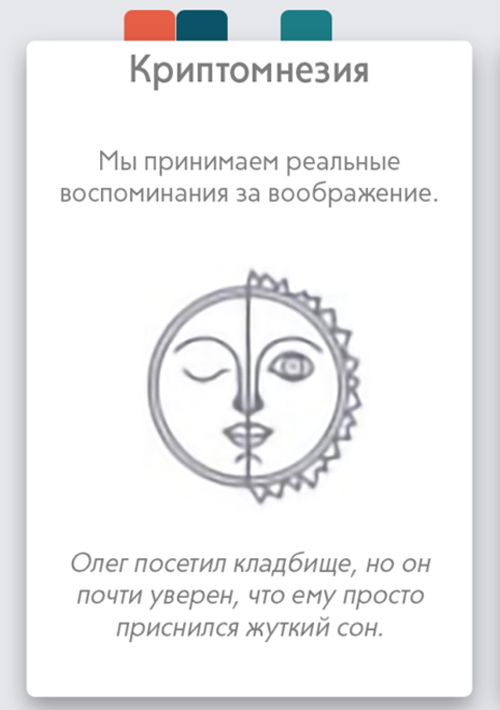 Криптомнезия
Мы принимаем реальные
воспоминания за воображение.
Олег посетил кладбище, но он
почти уверен, что ему просто
приснился жуткий сон.